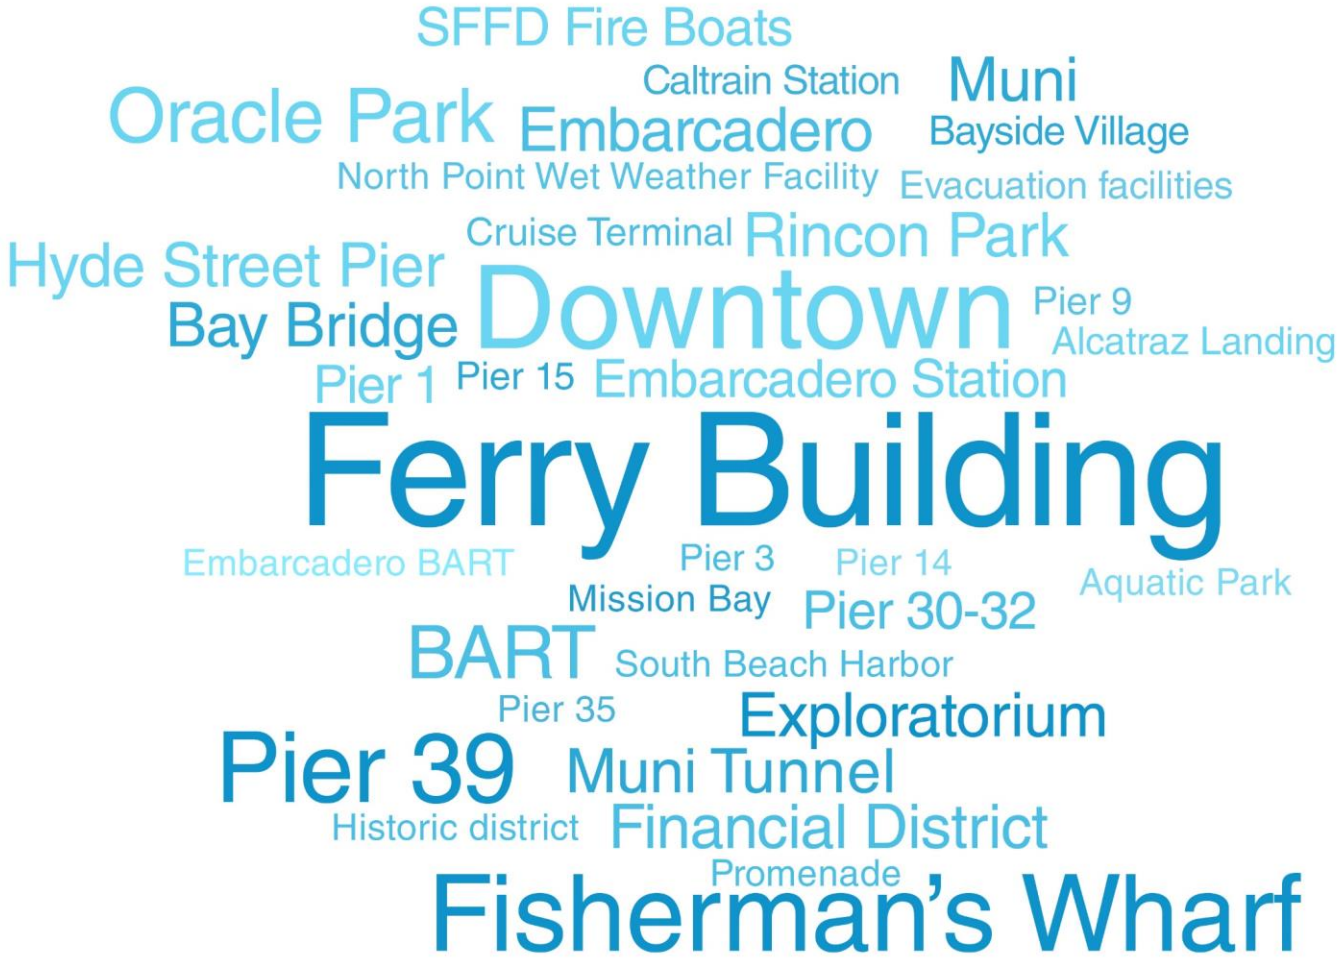 SFFD Fire Boats
Caltrain Station Muni
Oracle Park Embarcadero Bayside Village
North Point Wet Weather Facility Evacuation facilities
Cruise Terminal Rincon Park
Hyde Street Pier
Bay Bridge Downtown Pier 9
Alcatraz Landing
Pier 1 Pier 15 Embarcadero Station
Ferry Building
Embarcadero BART Pier 3 Pier 14
Aquatic Park
Mission Bay Pier 30-32
BART South Beach Harbor
Pier 35 Exploratorium
Pier 39 Muni Tunnel
Historic district Financial District
Promenade
Fisherman’s Wharf